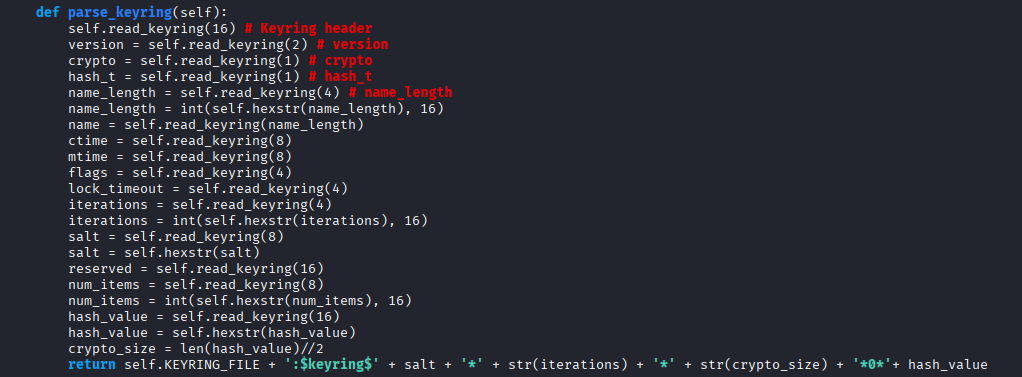 def parse_keyring(self):
    self.read_keyring(16) # Keyring header
    version = self.read_keyring(2) # version
    crypto = self.read_keyring(1) # crypto
    hash_t = self.read_keyring(1) # hash_t
    name_length = self.read_keyring(4) # name_length
    name_length = int(self.hexstr(name_length), 16)
    name = self.read_keyring(name_length)
    ctime = self.read_keyring(8)
    mtime = self.read_keyring(8)
    flags = self.read_keyring(4)
    lock_timeout = self.read_keyring(4)
    iterations = self.read_keyring(4)
    iterations = int(self.hexstr(iterations), 16)
    salt = self.read_keyring(8)
    salt = self.hexstr(salt)
    reserved = self.read_keyring(16)
    num_items = self.read_keyring(8)
    num_items = int(self.hexstr(num_items), 16)
    hash_value = self.read_keyring(16)
    hash_value = self.hexstr(hash_value)
    crypto_size = len(hash_value)//2
    return self.KEYRING_FILE + ':$keyring$' + salt + '*' + str(iterations) + '*' + str(crypto_size) + '*0*'+ hash_value